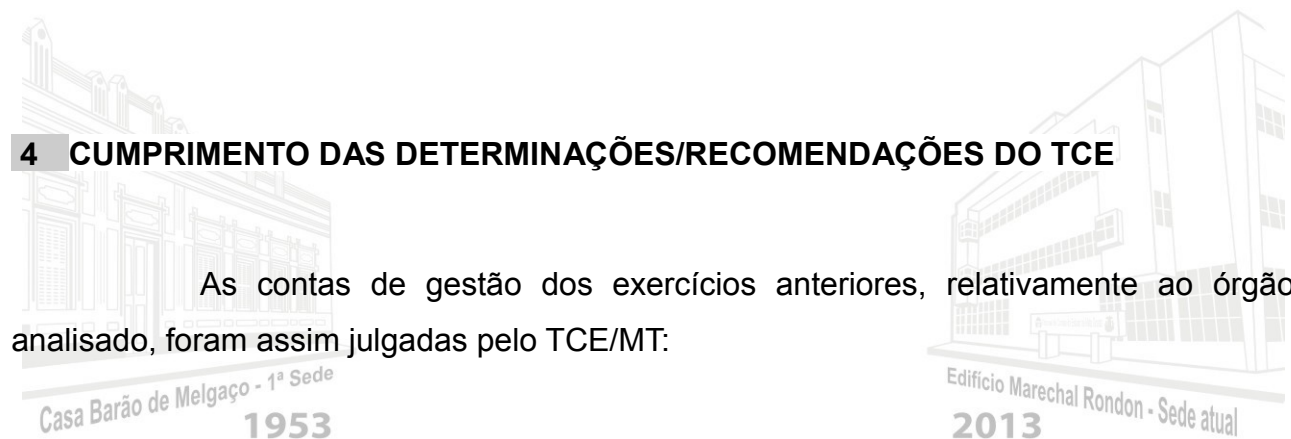 4 CUMPRIMENTO DAS DETERMINAÇÕES/RECOMENDAÇÕES DO TCE
As contas de gestão dos exercícios anteriores, relativamente ao órgão
analisado, foram assim julgadas pelo TCE/MT:
Casa Barão de Melgaço - 1ª Sede
1953
Edifício Marechal Rondon - Sede atual
2013